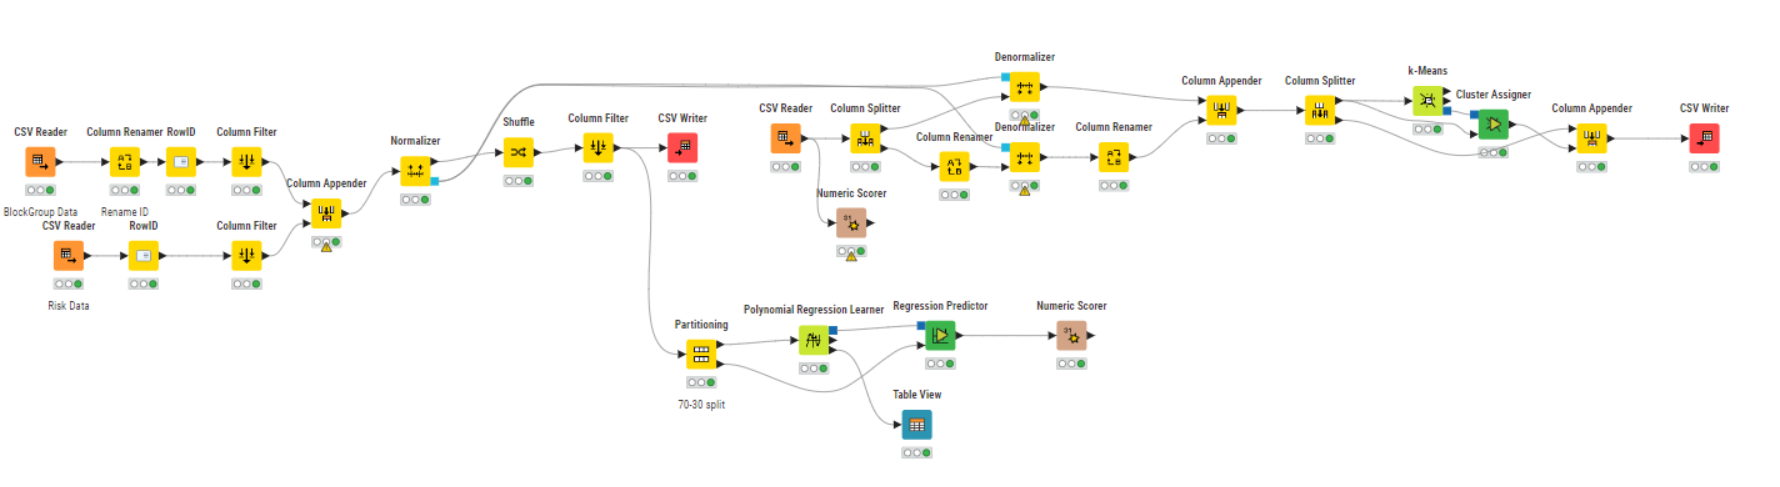 Denormalizer
k-Means
Column Appender
Column Splitter
Cluster Assigner
CSV Reader
Column Splitter
Column Appender
CSV Writer
Shuffle
Column Filter
CSV Writer
Denormalizer
Column Renamer
Column Renamer
CSV Reader
Column Renamer
RowID
Column Filter
Normalizer
Column Appender
Numeric Scorer
BlockGroup Data
Rename ID
CSV Reader
RowID
Column Filter
Risk Data
Partitioning
Polynomial Regression Learner
Regression Predictor
Numeric Scorer
70-30 split
Table View